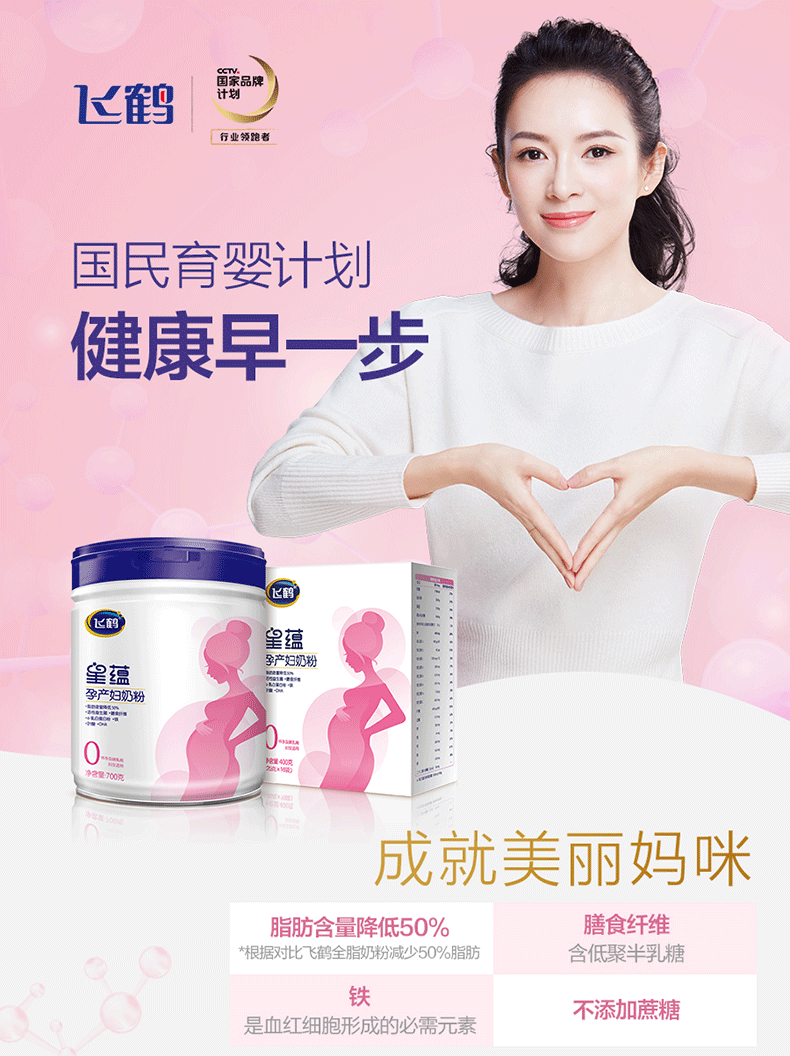 飞鹤
CCTV
国家品牌
计划
行业领跑者
国民育婴计划
健康早一步
飞鹤
星蕴
孕产妇奶粉
0
净含量:700克
飞鹤
星蕴
孕产妇奶粉
0
净含量:400克
(25克×16袋)
成就美丽妈咪
脂肪含量降低50%
*根据对比飞鹤全脂奶粉减少50%脂肪
膳食纤维
含低聚半乳糖
铁
是血红细胞形成的必需元素
不添加蔗糖